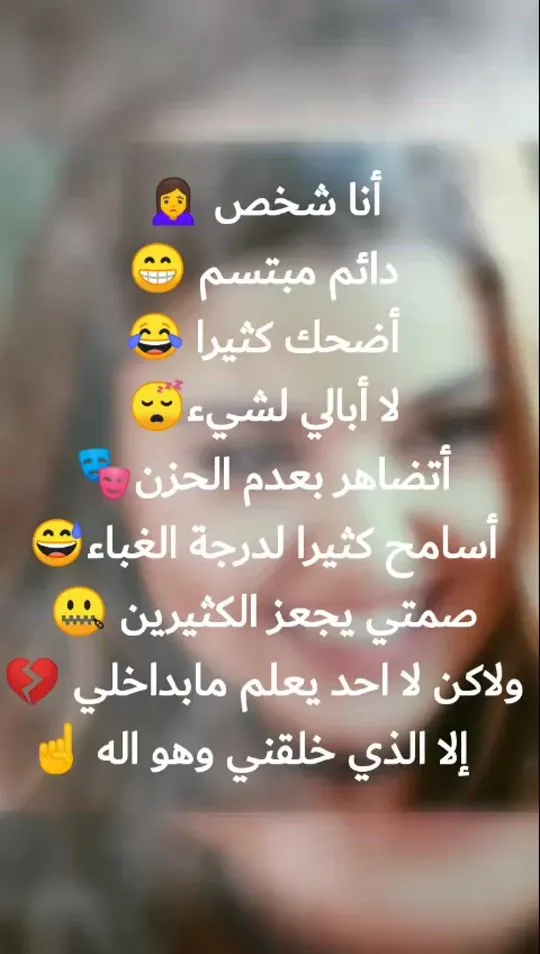 أنا شخص 🙍‍♀️
دائم مبتسم 😁
أضحك كثيرا 😂
لا أبالي لشيء😴
أتضاهر بعدم الحزن🎭
أسامح كثيرا لدرجة الغباء😅
صمتي يجعز الكثيرين 🤐
ولاكن لا احد يعلم مابداخلي 💔
إلا الذي خلقني وهو اله ☝️